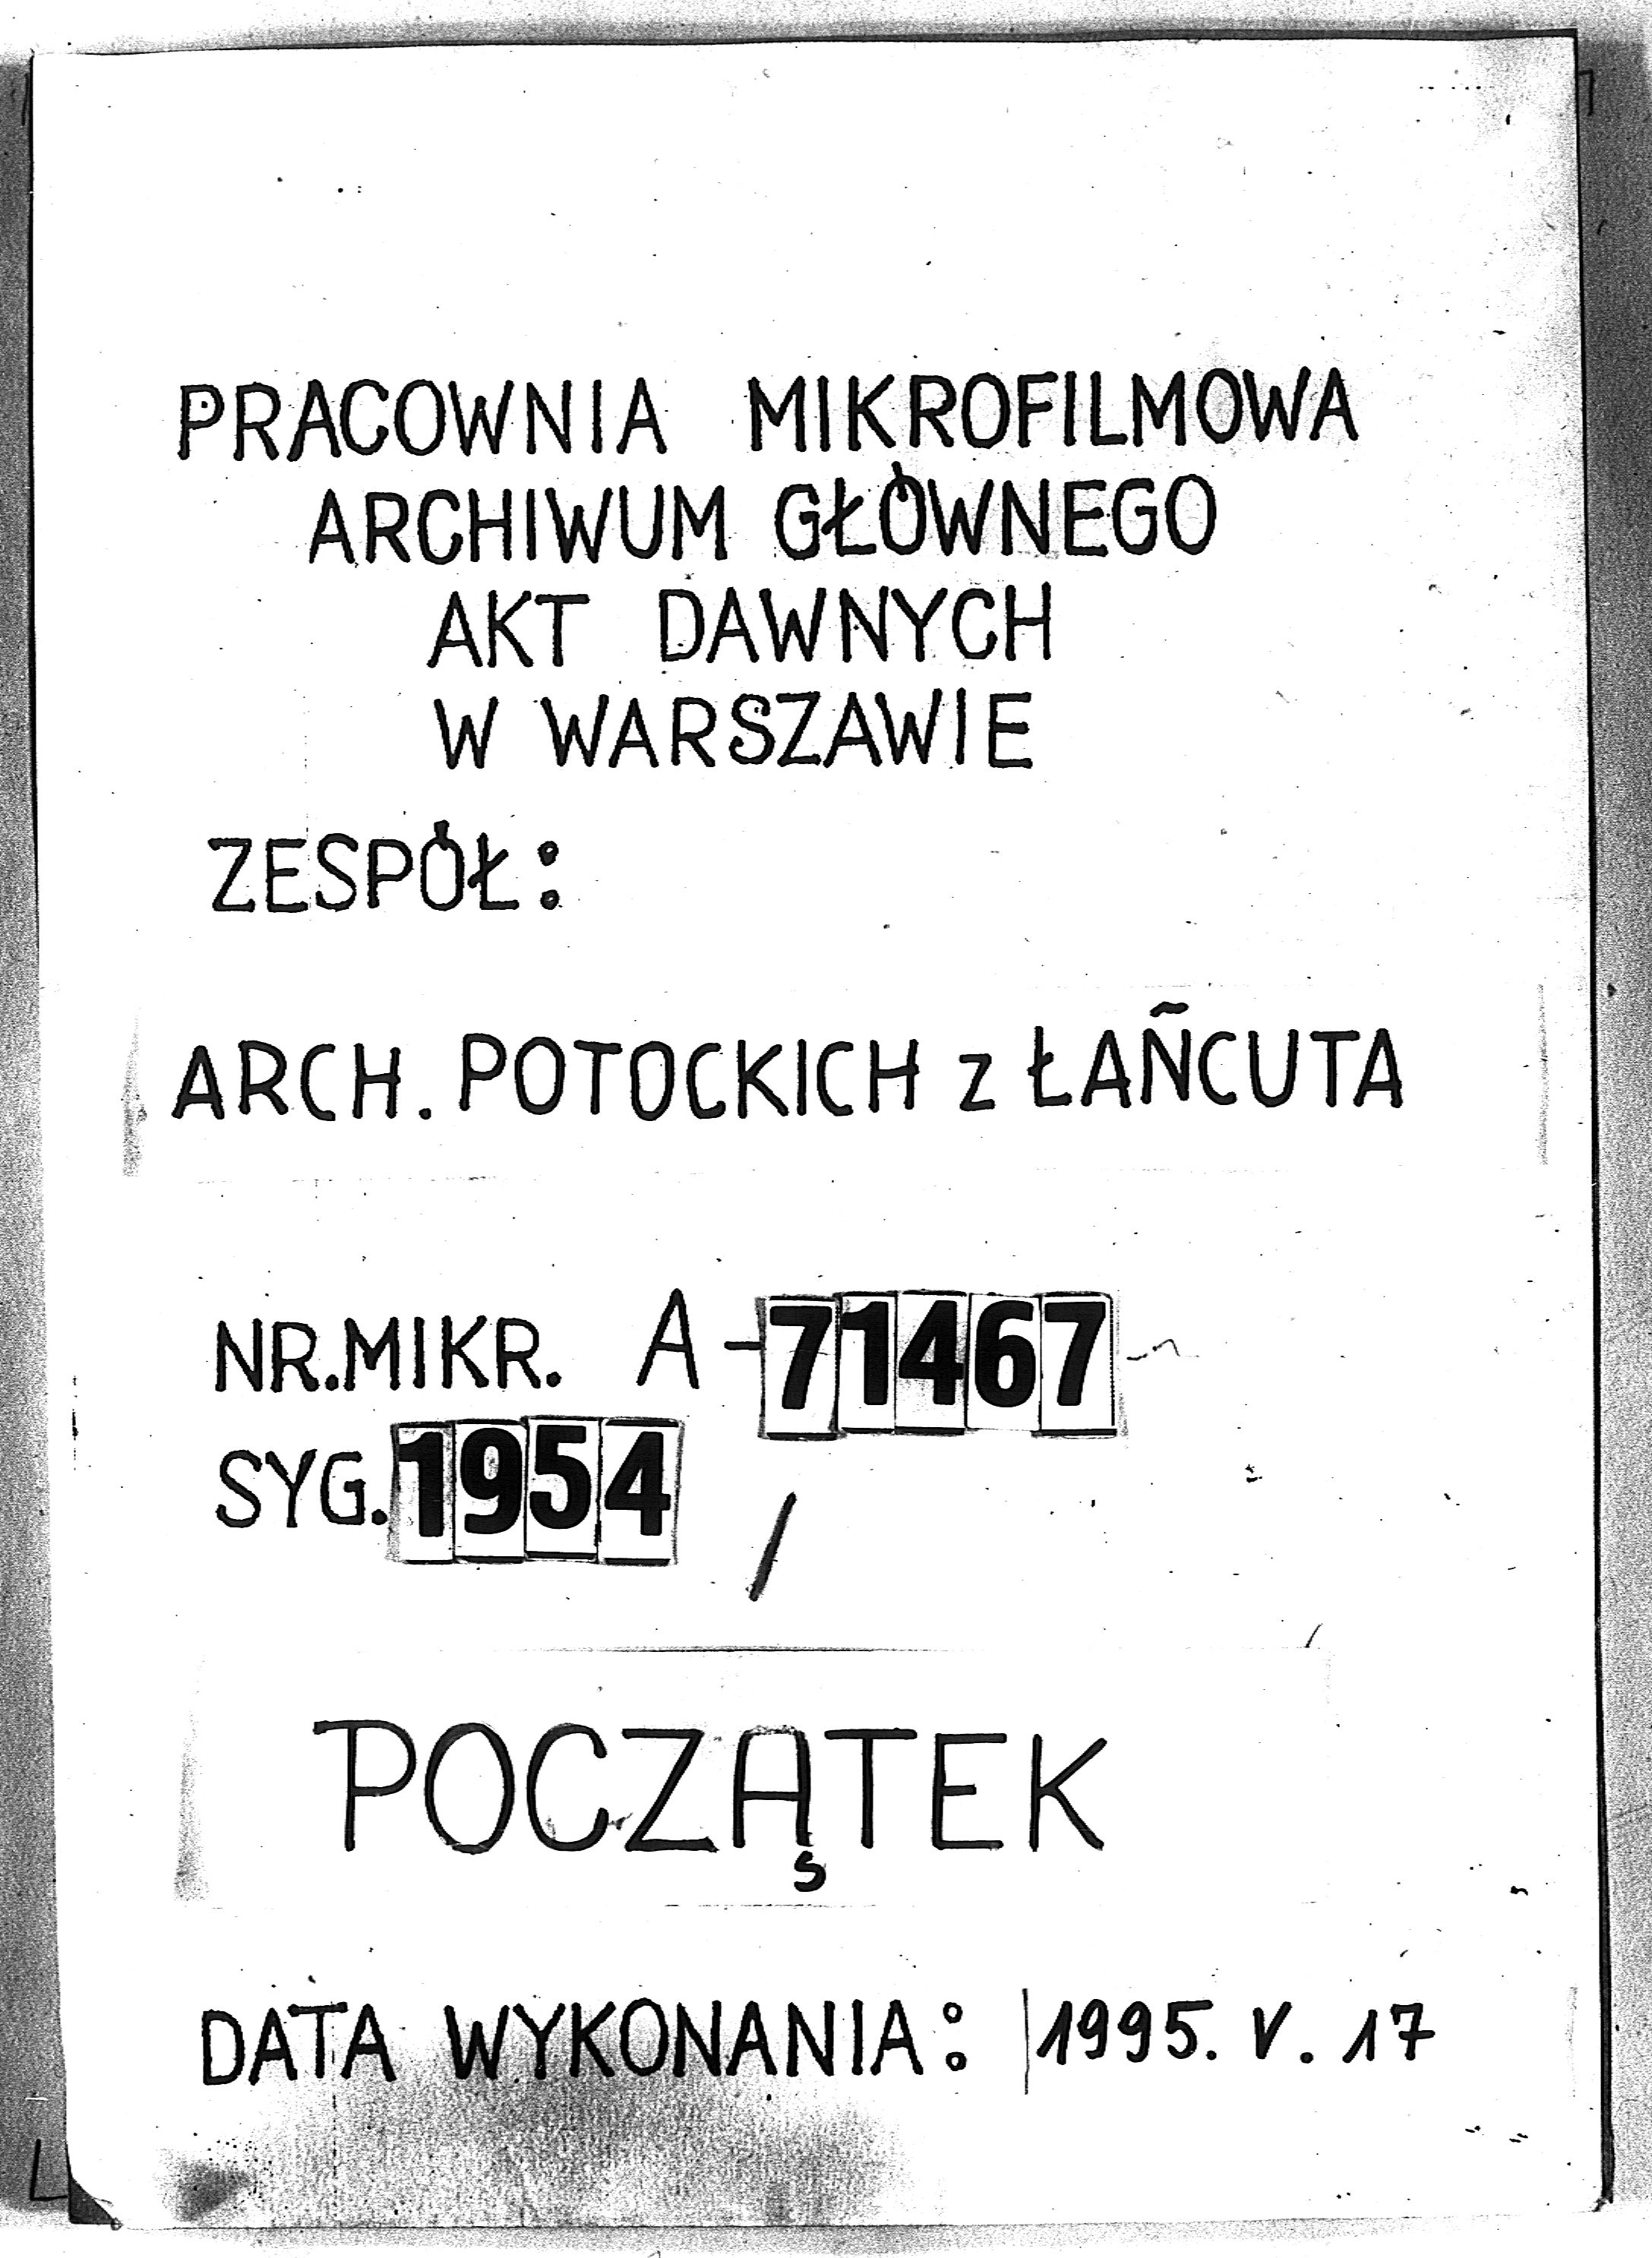 PRACOWNIA MIKROFILMOWA
ARCHIWUM GŁÓWNEGO
AKT DAWNYCH
W WARSZAWIE
ZESPÓŁ:
ARCH. POTOCKICH z ŁAŃCUTA
NR.MIKR. A-71467
SYG. 1954
POCZĄTEK
DATA WYKONANIA: 1995. V. 17